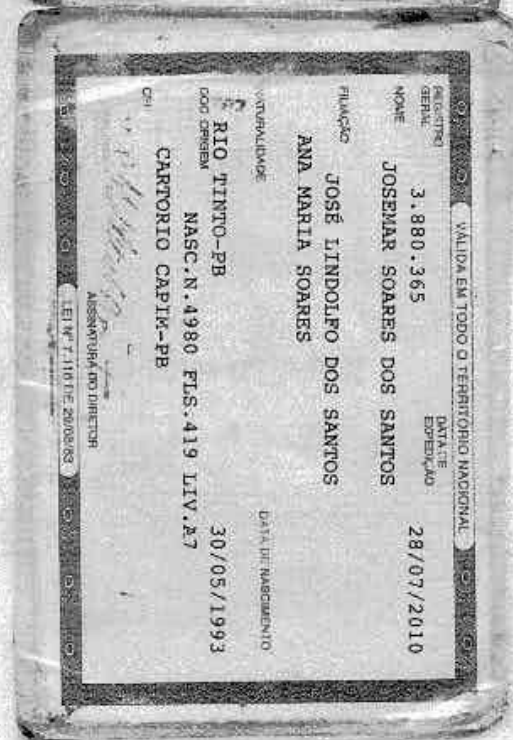 VÁLIDA EM TODO O TERRITÓRIO NACIONAL
REGISTRO GERAL 3.880.365 DATA DE EXPEDIÇÃO 28/07/2010
NOME JOSEMAR SOARES DOS SANTOS
FILIAÇÃO JOSÉ LINDOLFO DOS SANTOS
ANA MARIA SOARES
NATURALIDADE DATA DE NASCIMENTO
RIO TINTO-PB 30/05/1993
DOC ORIGEM NASC.N.4980 FLS.419 LIV.A7
CARTORIO CAPIM-PB
CPF
ASSINATURA DO DIRETOR
LEI Nº 7.116 DE 29/08/83